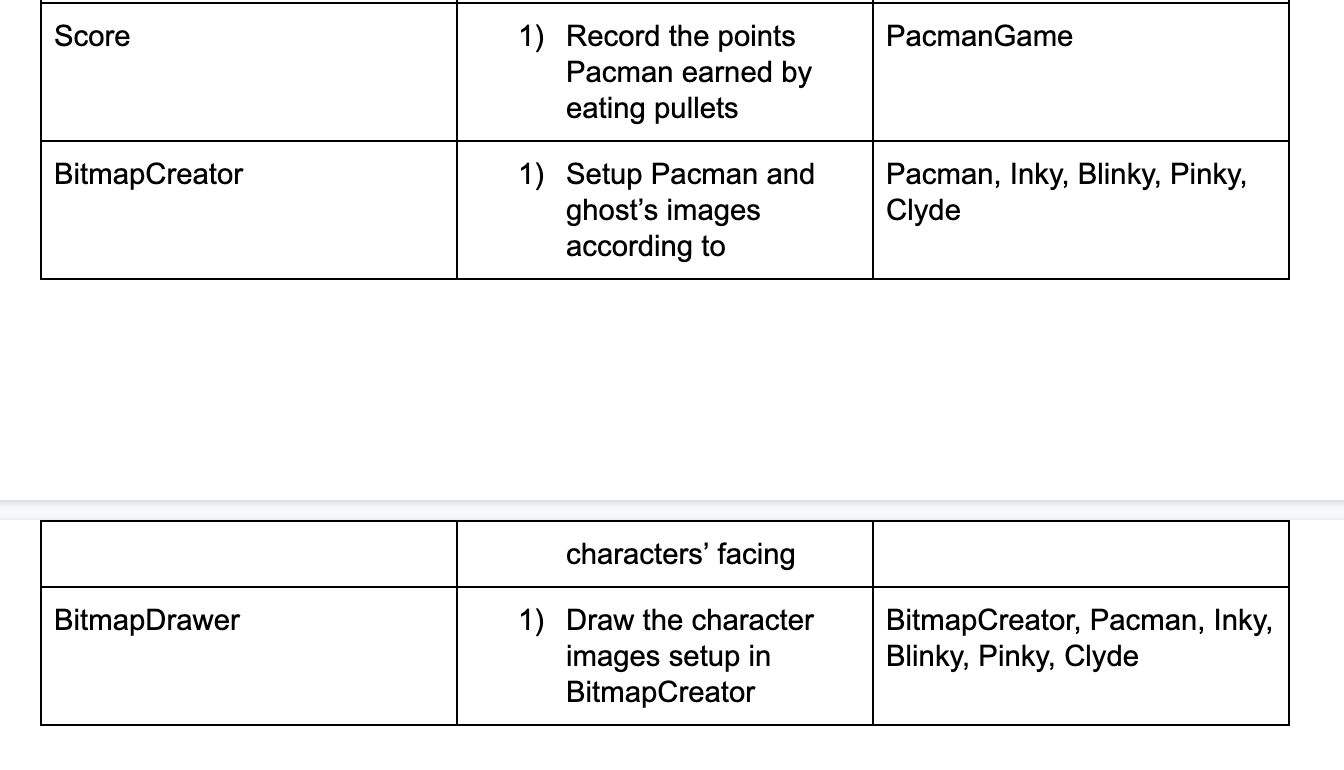 Score
1) Record the points
Pacman earned by
eating pullets
PacmanGame
BitmapCreator
1) Setup Pacman and
ghost’s images
according to
Pacman, Inky, Blinky, Pinky,
Clyde
characters’ facing
BitmapDrawer
1) Draw the character
images setup in
BitmapCreator
BitmapCreator, Pacman, Inky,
Blinky, Pinky, Clyde